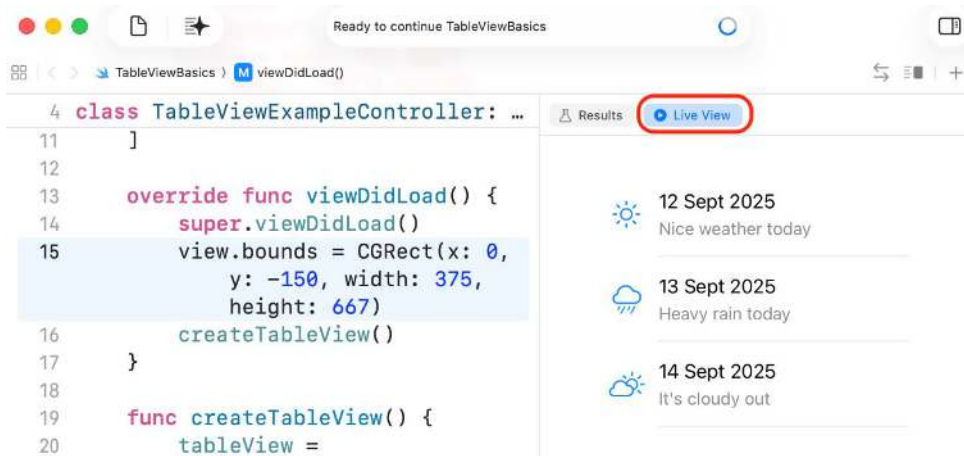 Ready to continue TableViewBasics
TableViewBasics M viewDidLoad()
4 class TableViewExampleController: …
11 ]
12
13 override func viewDidLoad() {
14 super.viewDidLoad()
15 view.bounds = CGRect(x: 0,
y: -150, width: 375,
height: 667)
16 createTableView()
17 }
18
19 func createTableView() {
20 tableView =
Results Live View
12 Sept 2025
Nice weather today
13 Sept 2025
Heavy rain today
14 Sept 2025
It's cloudy out